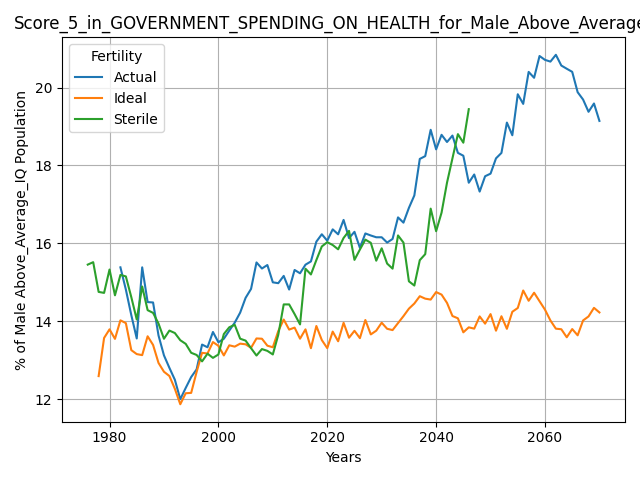 Score_5_in_GOVERNMENT_SPENDING_ON_HEALTH_for_Male_Above_Average
Fertility
Actual
Ideal
Sterile
% of Male Above_Average_IQ Population
20
18
16
14
12
1980 2000 2020 2040 2060
Years